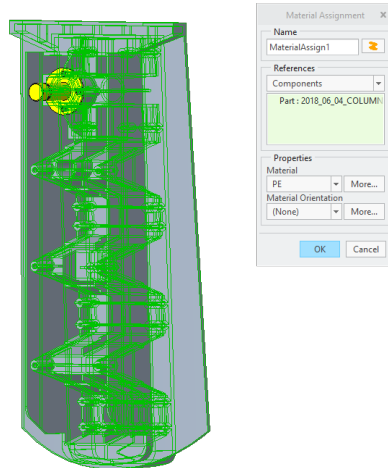 Material Assignment
Name
MaterialAssign1
References
Components
Part : 2018_06_04_COLUMN
Properties
Material
PE
More...
Material Orientation
(None)
More...
OK
Cancel